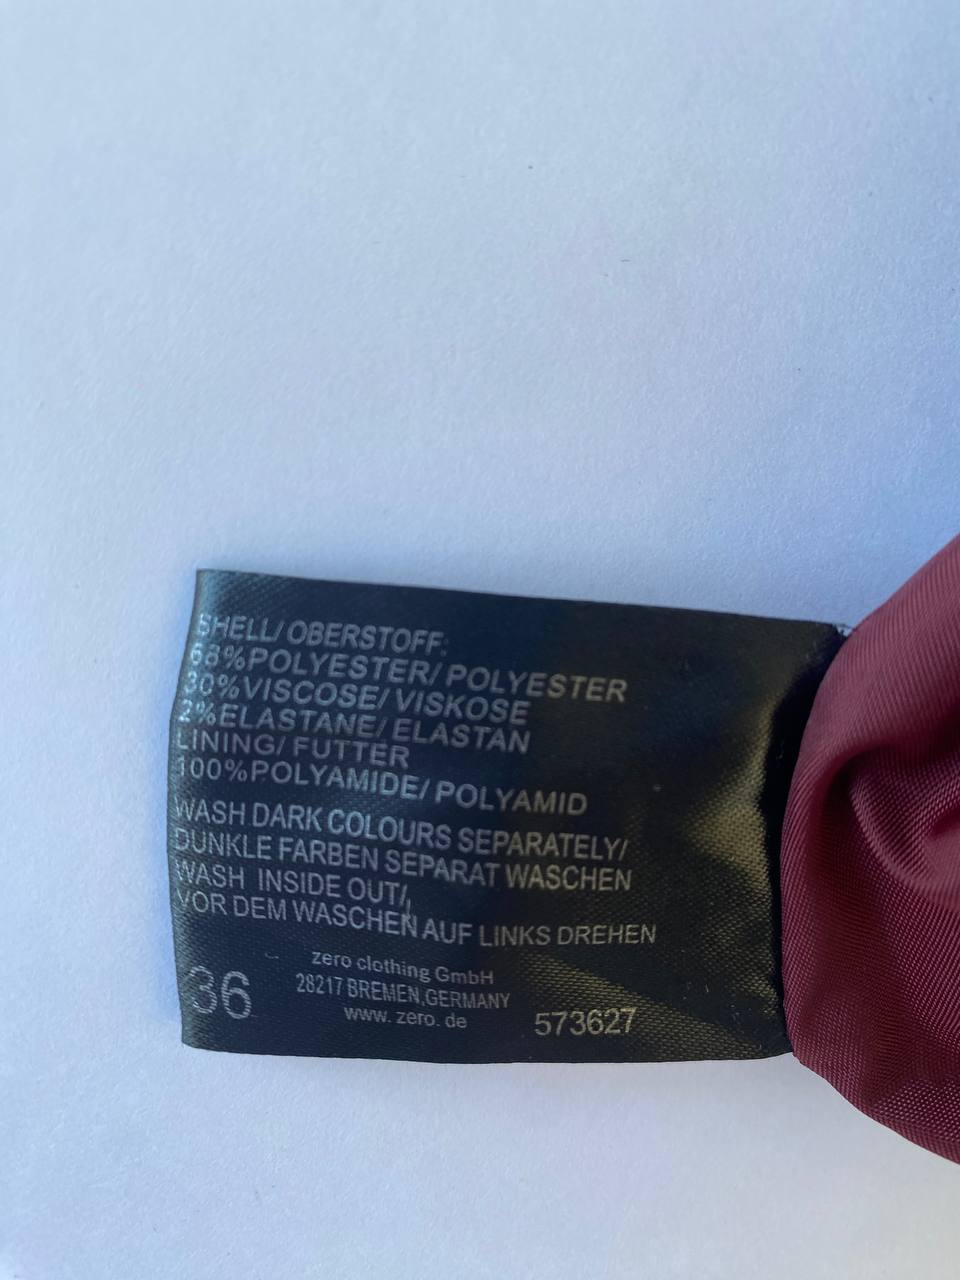 SHELL/ OBERSTOFF:
68%POLYESTER/ POLYESTER
30%VISCOSE/ VISKOSE
2%ELASTANE/ ELASTAN
LINING/ FUTTER
100%POLYAMIDE/ POLYAMID
WASH DARK COLOURS SEPARATELY/
DUNKLE FARBEN SEPARAT WASCHEN
WASH INSIDE OUT/
VOR DEM WASCHEN AUF LINKS DREHEN
zero clothing GmbH
28217 BREMEN,GERMANY
www. zero. de
36
573627